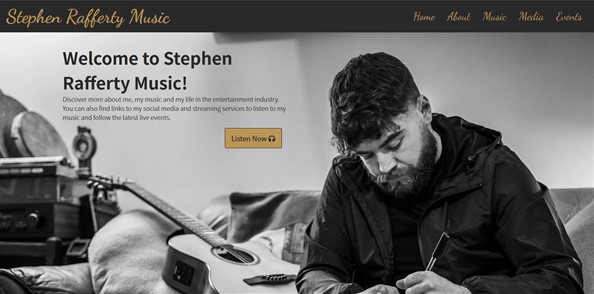 Stephen Rafferty Music
Home About Music Media Events
Welcome to Stephen
Rafferty Music!
Discover more about me, my music and my life in the entertainment industry.
You can also find links to my social media and streaming services to listen to my
music and follow the latest live events.
Listen Now